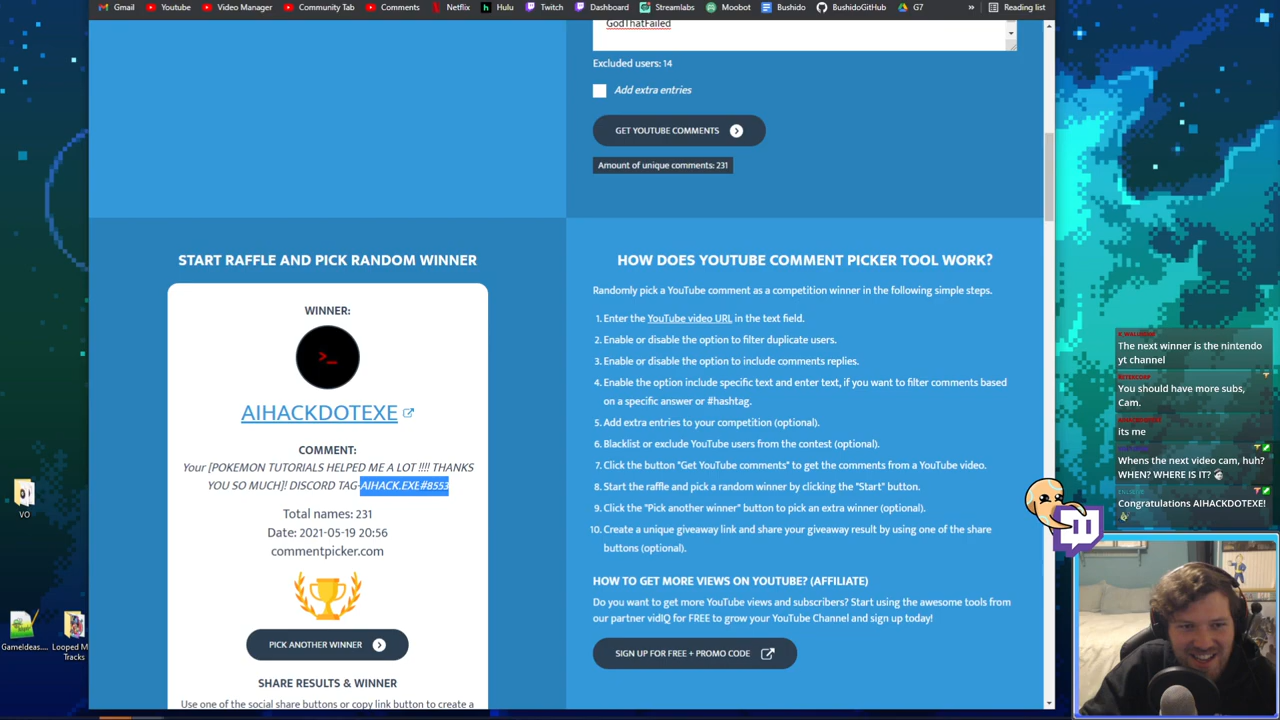 Gmail Youtube Video Manager Community Tab Comments Netflix Hulu Twitch Dashboard Streamlabs Moobot Bushido BushidoGitHub G7 » Reading list
GodThatFailed
Excluded users: 14
Add extra entries
GET YOUTUBE COMMENTS
Amount of unique comments: 231
START RAFFLE AND PICK RANDOM WINNER
WINNER:
>_
AIHACKDOTEXE
COMMENT:
Your [POKEMON TUTORIALS HELPED ME A LOT !!!! THANKS
YOU SO MUCH]! DISCORD TAG-AIHACK.EXE#8553
Total names: 231
Date: 2021-05-19 20:56
commentpicker.com
PICK ANOTHER WINNER
SHARE RESULTS & WINNER
Use one of the social share buttons or copy link button to create a
HOW DOES YOUTUBE COMMENT PICKER TOOL WORK?
Randomly pick a YouTube comment as a competition winner in the following simple steps.
1. Enter the YouTube video URL in the text field.
2. Enable or disable the option to filter duplicate users.
3. Enable or disable the option to include comments replies.
4. Enable the option include specific text and enter text, if you want to filter comments based
on a specific answer or #hashtag.
5. Add extra entries to your competition (optional).
6. Blacklist or exclude YouTube users from the contest (optional).
7. Click the button "Get YouTube comments" to get the comments from a YouTube video.
8. Start the raffle and pick a random winner by clicking the "Start" button.
9. Click the "Pick another winner" button to pick an extra winner (optional).
10. Create a unique giveaway link and share your giveaway result by using one of the share
buttons (optional).
HOW TO GET MORE VIEWS ON YOUTUBE? (AFFILIATE)
Do you want to get more YouTube views and subscribers? Start using the awesome tools from
our partner vidIQ for FREE to grow your YouTube Channel and sign up today!
SIGN UP FOR FREE + PROMO CODE
The next winner is the nintendo
yt channel
You should have more subs,
Cam.
its me
Whens the next video cam, huh?
WHEN? WHERE IS IT?
Congratulations AIHACKDOTEXE!
VO
GameIdeas....
Looped M...
Tracks